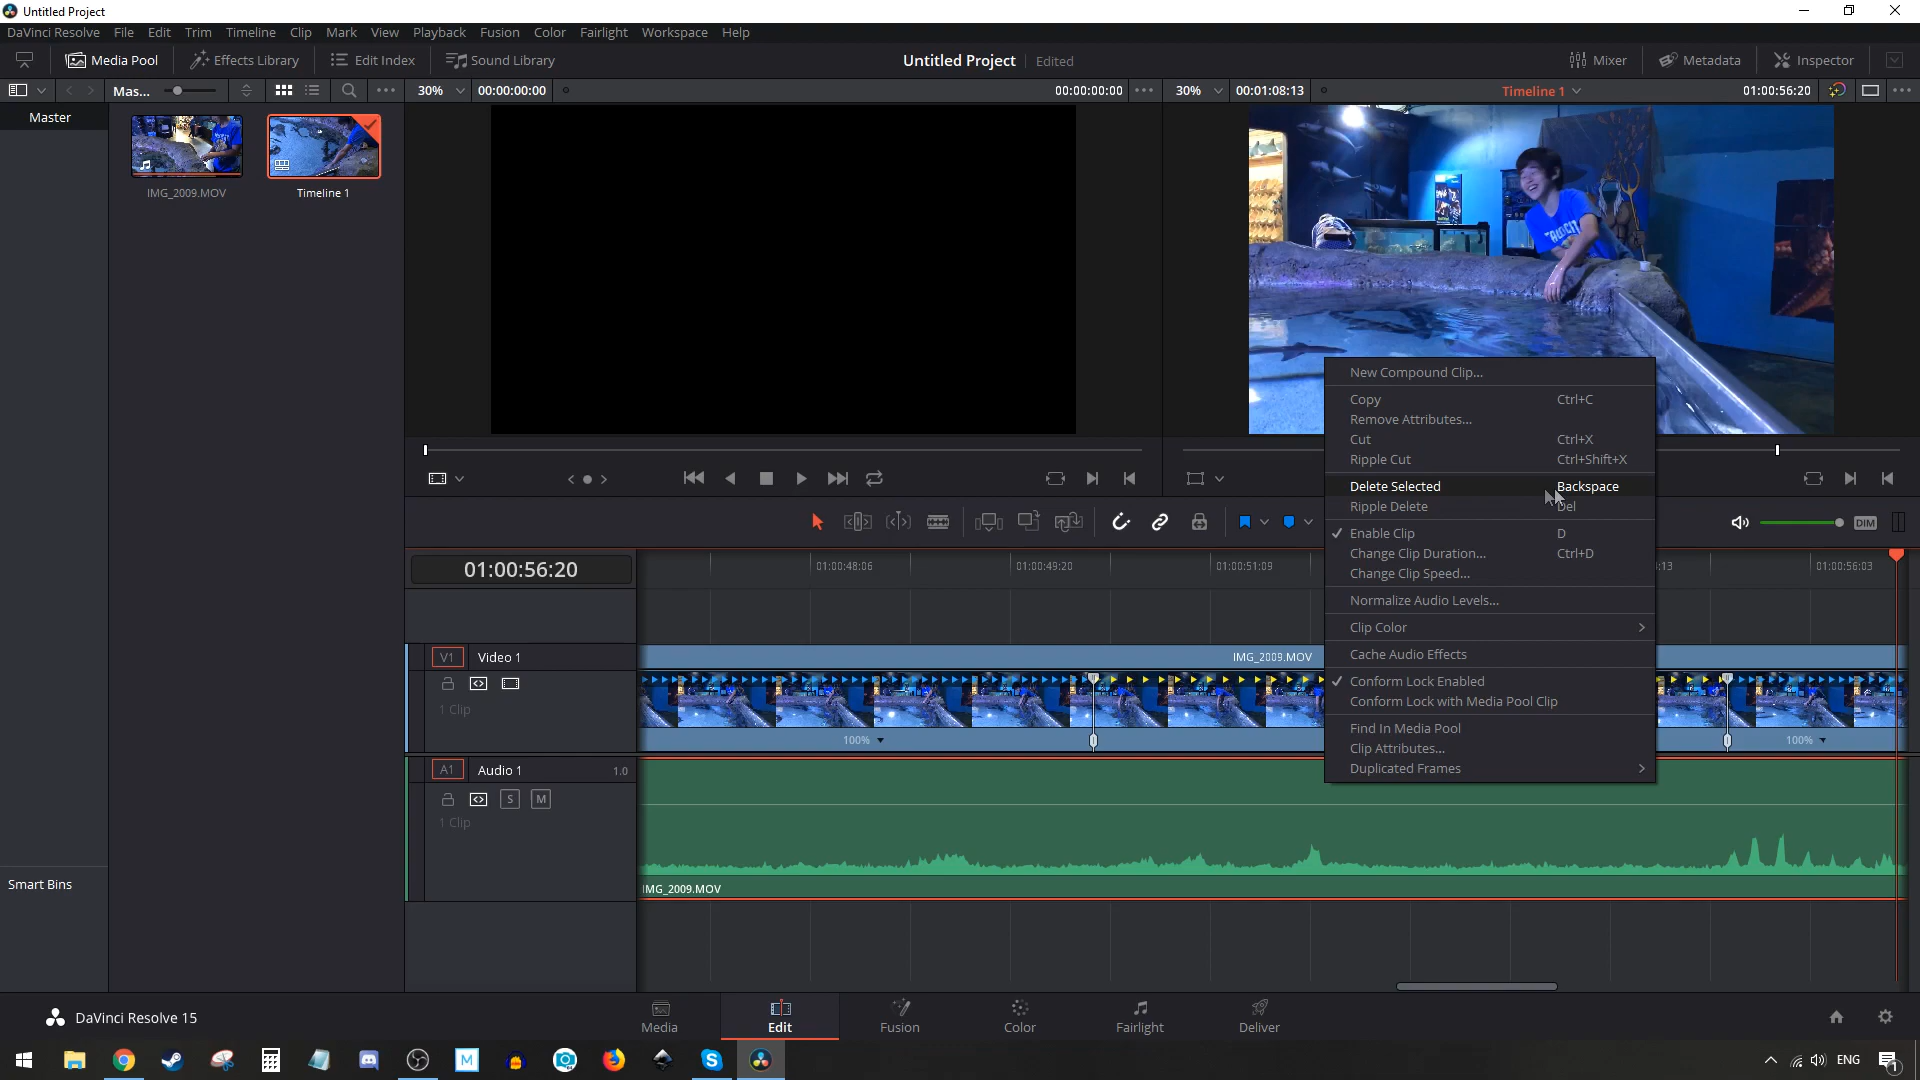 Untitled Project
DaVinci Resolve File Edit Trim Timeline Clip Mark View Playback Fusion Color Fairlight Workspace Help
Media Pool Effects Library Edit Index Sound Library Untitled Project Edited Mixer Metadata Inspector
Mas... 30% 00:00:00:00 00:00:00:00 30% 00:01:08:13 Timeline 1 01:00:56:20
Master
IMG_2009.MOV Timeline 1
New Compound Clip...
Copy Ctrl+C
Remove Attributes...
Cut Ctrl+X
Ripple Cut Ctrl+Shift+X
Delete Selected Backspace
Ripple Delete Del
Enable Clip D
Change Clip Duration... Ctrl+D
Change Clip Speed...
Normalize Audio Levels...
Clip Color
Cache Audio Effects
Conform Lock Enabled
Conform Lock with Media Pool Clip
Find In Media Pool
Clip Attributes...
Duplicated Frames
DIM
01:00:56:20 01:00:48:06 01:00:49:20 01:00:51:09 :13 01:00:56:03
V1 Video 1 IMG_2009.MOV
1 Clip
100% 100%
A1 Audio 1 1.0
S M
1 Clip
IMG_2009.MOV
Smart Bins
DaVinci Resolve 15
Media Edit Fusion Color Fairlight Deliver
M S ENG 1